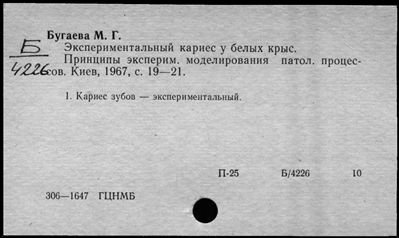 Бугаева М. Г.
Б
Экспериментальный кариес у белых крыс.
Принципы эксперим. моделирования патол. процес-
4226
сов. Киев, 1967, с. 19—21.
1. Кариес зубов — экспериментальный.
П-25 Б/4226 10
306—1647 ГЦНМБ